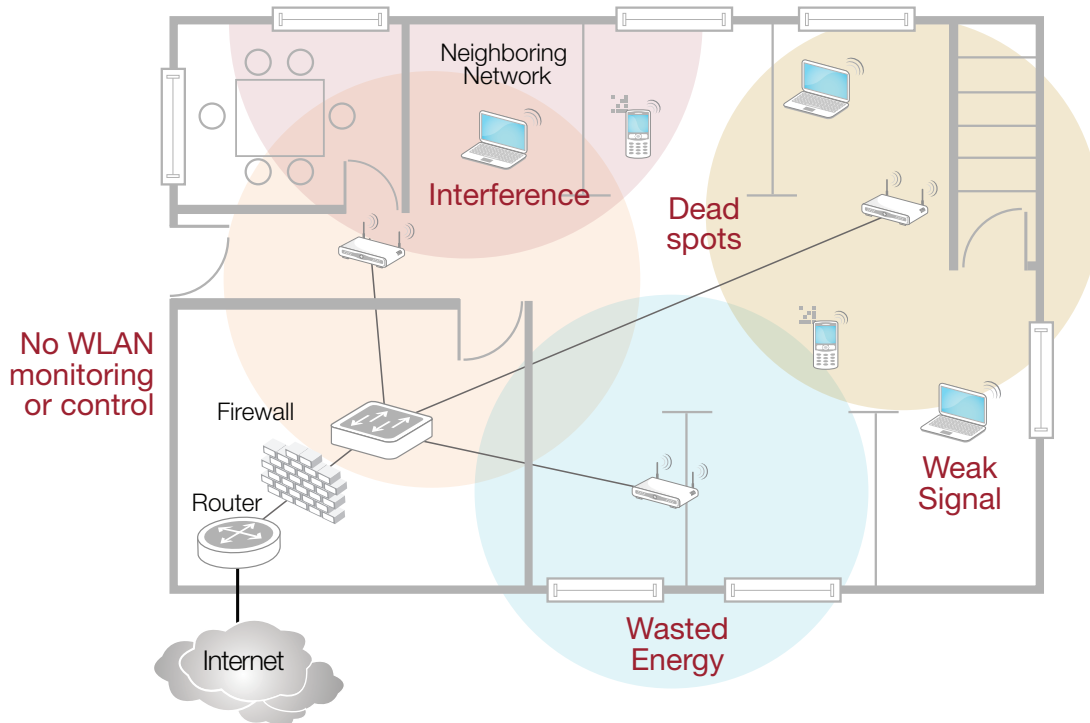 Neighboring
Network
Interference
Dead
spots
No WLAN
monitoring
or control
Firewall
Router
Weak
Signal
Wasted
Energy
Internet